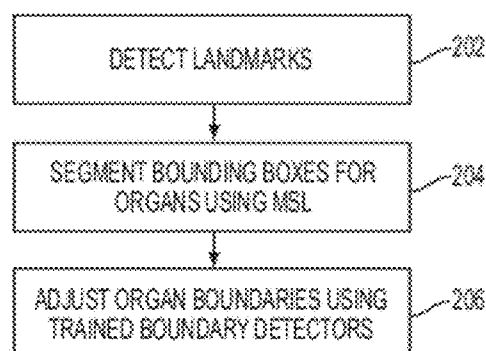 DETECT LANDMARKS
202
SEGMENT BOUNDING BOXES FOR
ORGANS USING MSL
204
ADJUST ORGAN BOUNDARIES USING
TRAINED BOUNDARY DETECTORS
206